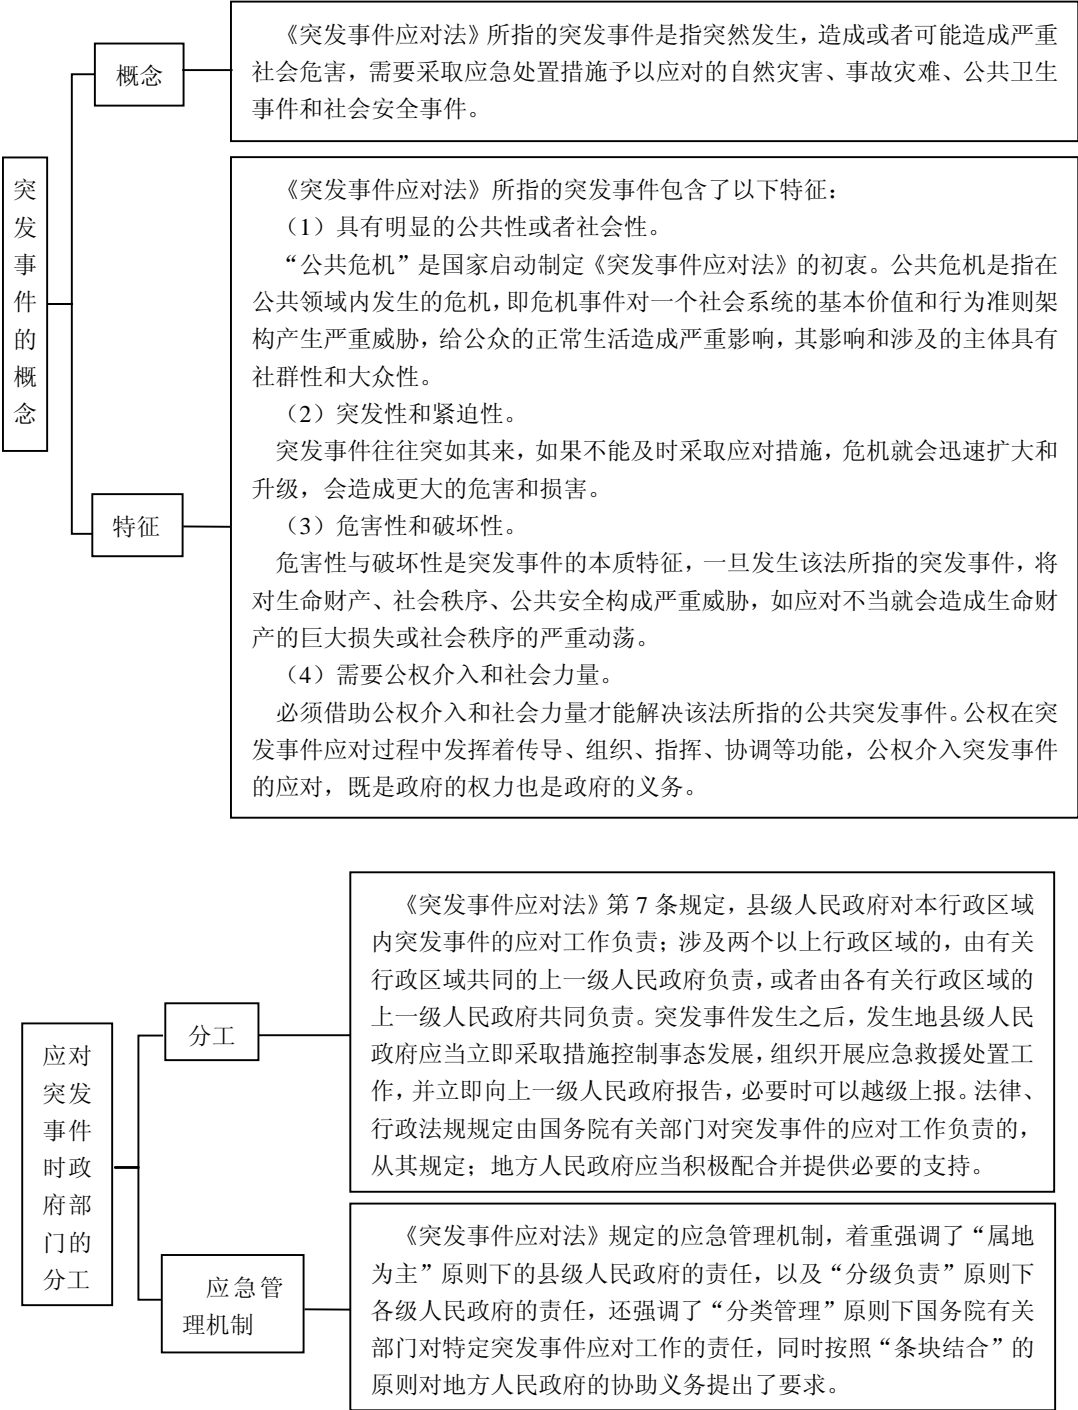 突
发
事
件
的
概
念
概念
《突发事件应对法》所指的突发事件是指突然发生，造成或者可能造成严重
社会危害，需要采取应急处置措施予以应对的自然灾害、事故灾难、公共卫生
事件和社会安全事件。
特征
《突发事件应对法》所指的突发事件包含了以下特征：
（1）具有明显的公共性或者社会性。
“公共危机”是国家启动制定《突发事件应对法》的初衷。公共危机是指在
公共领域内发生的危机，即危机事件对一个社会系统的基本价值和行为准则架
构产生严重威胁，给公众的正常生活造成严重影响，其影响和涉及的主体具有
社群性和大众性。
（2）突发性和紧迫性。
突发事件往往突如其来，如果不能及时采取应对措施，危机就会迅速扩大和
升级，会造成更大的危害和损害。
（3）危害性和破坏性。
危害性与破坏性是突发事件的本质特征，一旦发生该法所指的突发事件，将
对生命财产、社会秩序、公共安全构成严重威胁，如应对不当就会造成生命财
产的巨大损失或社会秩序的严重动荡。
（4）需要公权介入和社会力量。
必须借助公权介入和社会力量才能解决该法所指的公共突发事件。公权在突
发事件应对过程中发挥着传导、组织、指挥、协调等功能，公权介入突发事件
的应对，既是政府的权力也是政府的义务。
应对
突发
事件
时政
府部
门的
分工
分工
《突发事件应对法》第 7 条规定，县级人民政府对本行政区域
内突发事件的应对工作负责；涉及两个以上行政区域的，由有关
行政区域共同的上一级人民政府负责，或者由各有关行政区域的
上一级人民政府共同负责。突发事件发生之后，发生地县级人民
政府应当立即采取措施控制事态发展，组织开展应急救援处置工
作，并立即向上一级人民政府报告，必要时可以越级上报。法律、
行政法规规定由国务院有关部门对突发事件的应对工作负责的，
从其规定；地方人民政府应当积极配合并提供必要的支持。
应急管
理机制
《突发事件应对法》规定的应急管理机制，着重强调了“属地
为主”原则下的县级人民政府的责任，以及“分级负责”原则下
各级人民政府的责任，还强调了“分类管理”原则下国务院有关
部门对特定突发事件应对工作的责任，同时按照“条块结合”的
原则对地方人民政府的协助义务提出了要求。